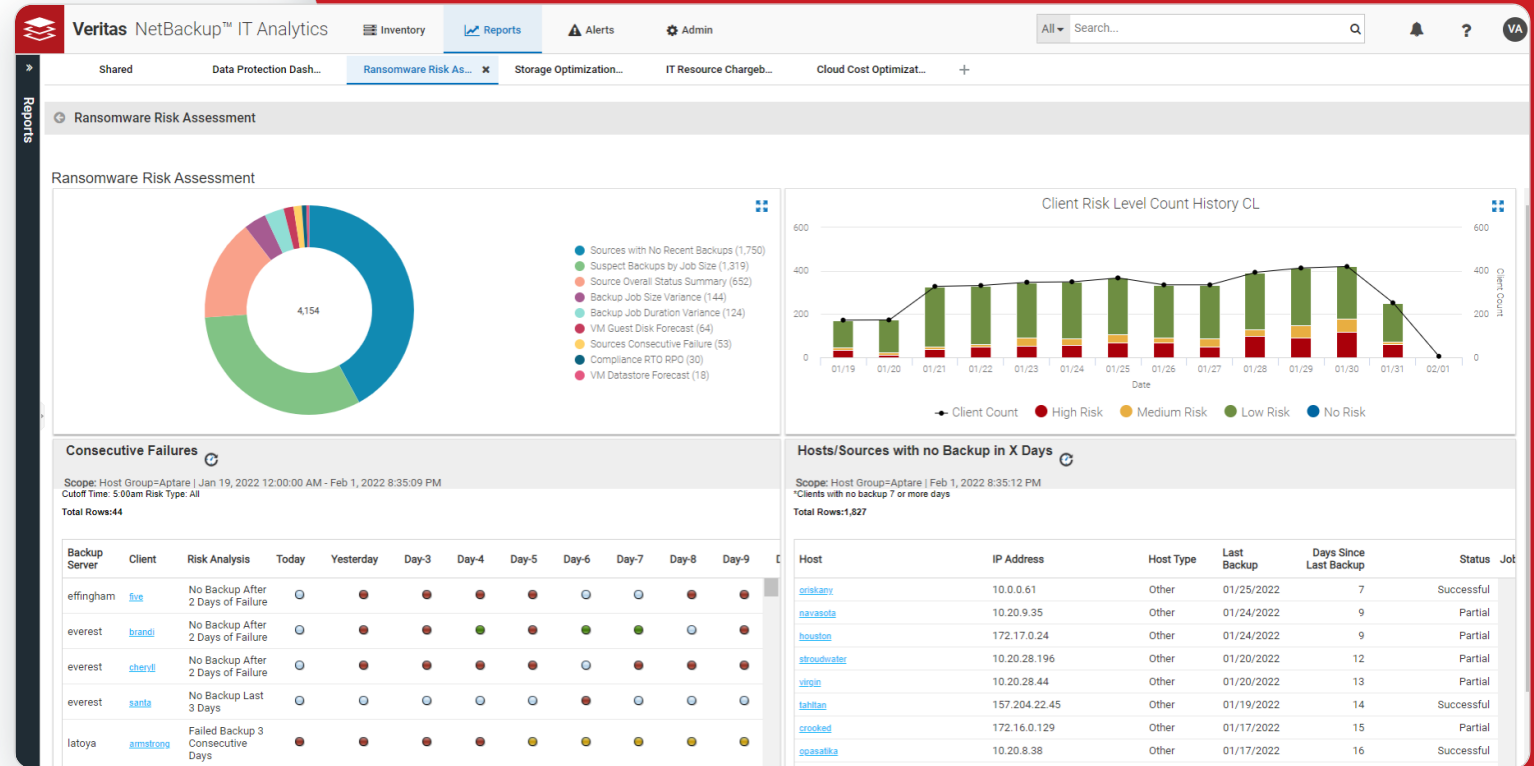 Veritas NetBackup™ IT Analytics
Inventory
Reports
Alerts
Admin
All
Search...
?
VA
»
Reports
Shared
Data Protection Dash...
Ransomware Risk As... ✖
Storage Optimization...
IT Resource Chargeb...
Cloud Cost Optimizat...
+
Ransomware Risk Assessment
Ransomware Risk Assessment
4,154
Sources with No Recent Backups (1,750)
Suspect Backups by Job Size (1,319)
Source Overall Status Summary (652)
Backup Job Size Variance (144)
Backup Job Duration Variance (124)
VM Guest Disk Forecast (64)
Sources Consecutive Failure (53)
Compliance RTO RPO (30)
VM Datastore Forecast (18)
Client Risk Level Count History CL
600 600
400 400
200 200
0 0
Client Count
01/19 01/20 01/21 01/22 01/23 01/24 01/25 01/26 01/27 01/28 01/29 01/30 01/31 02/01
Date
Client Count High Risk Medium Risk Low Risk No Risk
Consecutive Failures
Scope: Host Group=Aptare | Jan 19, 2022 12:00:00 AM - Feb 1, 2022 8:35:09 PM
Cutoff Time: 5:00am Risk Type: All
Total Rows:44
Backup Server Client Risk Analysis Today Yesterday Day-3 Day-4 Day-5 Day-6 Day-7 Day-8 Day-9
effingham five No Backup After
2 Days of Failure
everest brandi No Backup After
2 Days of Failure
everest cheryll No Backup After
2 Days of Failure
everest santa No Backup Last
3 Days
latoya armstrong Failed Backup 3
Consecutive
Days
Hosts/Sources with no Backup in X Days
Scope: Host Group=Aptare | Feb 1, 2022 8:35:12 PM
*Clients with no backup 7 or more days
Total Rows:1,827
Host IP Address Host Type Last Backup Days Since Last Backup Status Job
oriskany 10.0.0.61 Other 01/25/2022 7 Successful
navasota 10.20.9.35 Other 01/24/2022 9 Partial
houston 172.17.0.24 Other 01/24/2022 9 Partial
stroudwater 10.20.28.196 Other 01/20/2022 12 Partial
virgin 10.20.28.44 Other 01/20/2022 13 Partial
tahltan 157.204.22.45 Other 01/19/2022 14 Successful
crooked 172.16.0.129 Other 01/17/2022 15 Partial
opasatika 10.20.8.38 Other 01/17/2022 16 Successful